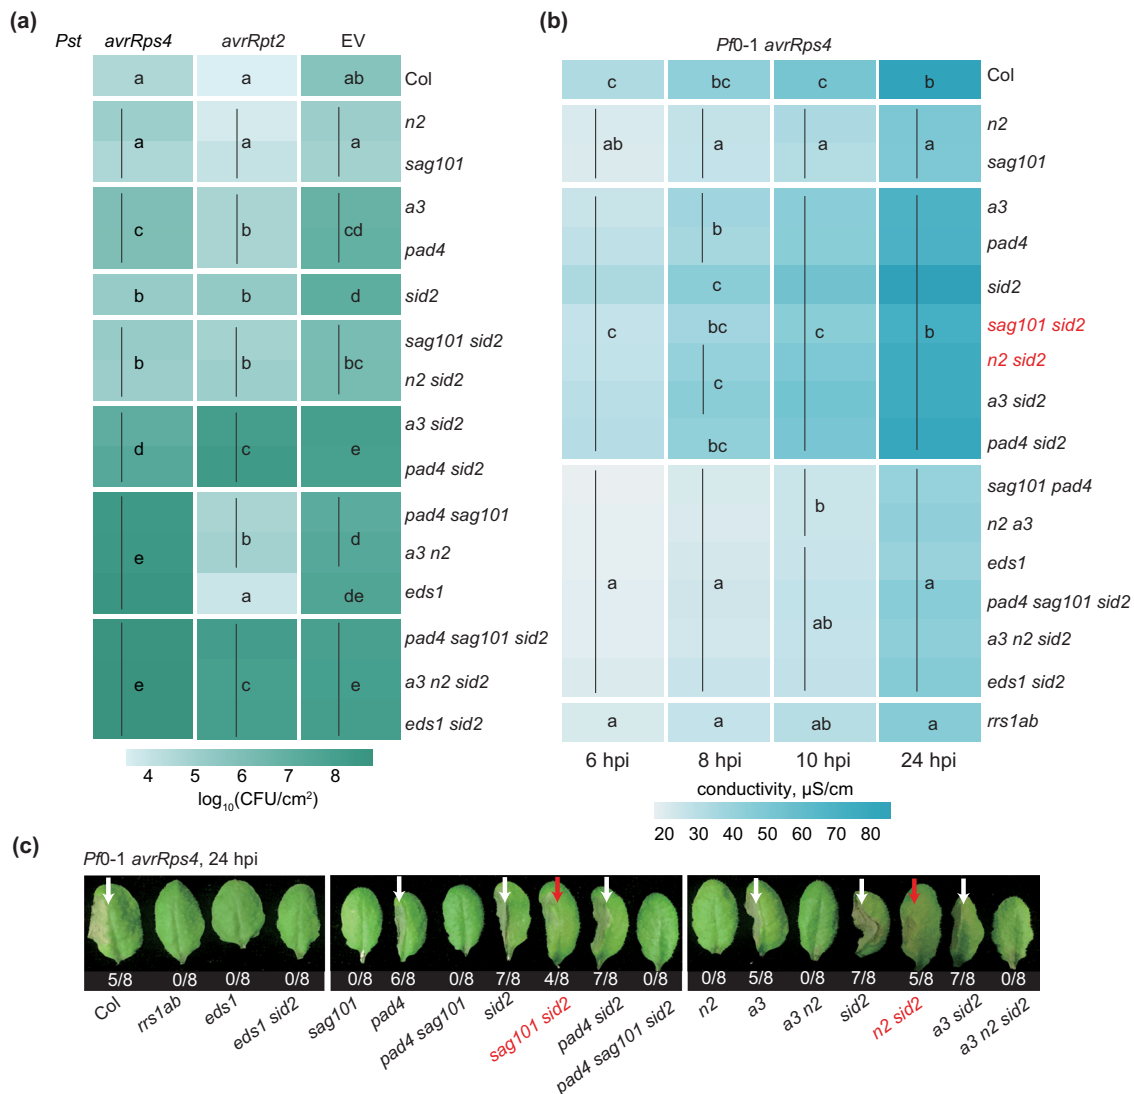 (a)
Pst avrRps4 avrRpt2 EV
a a ab Col
n2
a a a
sag101
a3
c b cd
pad4
b b d sid2
sag101 sid2
b b bc
n2 sid2
a3 sid2
d c e
pad4 sid2
pad4 sag101
b d
a3 n2
e
a de eds1
pad4 sag101 sid2
e c e a3 n2 sid2
eds1 sid2
4 5 6 7 8
log10(CFU/cm2)
(b)
Pf0-1 avrRps4
c bc c b Col
n2
ab a a a
sag101
a3
b
pad4
c sid2
c bc c b sag101 sid2
n2 sid2
c
a3 sid2
bc pad4 sid2
sag101 pad4
b
n2 a3
eds1
a a a
pad4 sag101 sid2
ab
a3 n2 sid2
eds1 sid2
a a ab a rrs1ab
6 hpi 8 hpi 10 hpi 24 hpi
conductivity, µS/cm
20 30 40 50 60 70 80
(c)
Pf0-1 avrRps4, 24 hpi
5/8 0/8 0/8 0/8 0/8 6/8 0/8 7/8 4/8 7/8 0/8 0/8 5/8 0/8 7/8 5/8 7/8 0/8
Col rrs1ab eds1 eds1 sid2 sag101 pad4 pad4 sag101 sid2 sag101 sid2 pad4 sid2 pad4 sag101 sid2 n2 a3 a3 n2 sid2 n2 sid2 a3 sid2 a3 n2 sid2